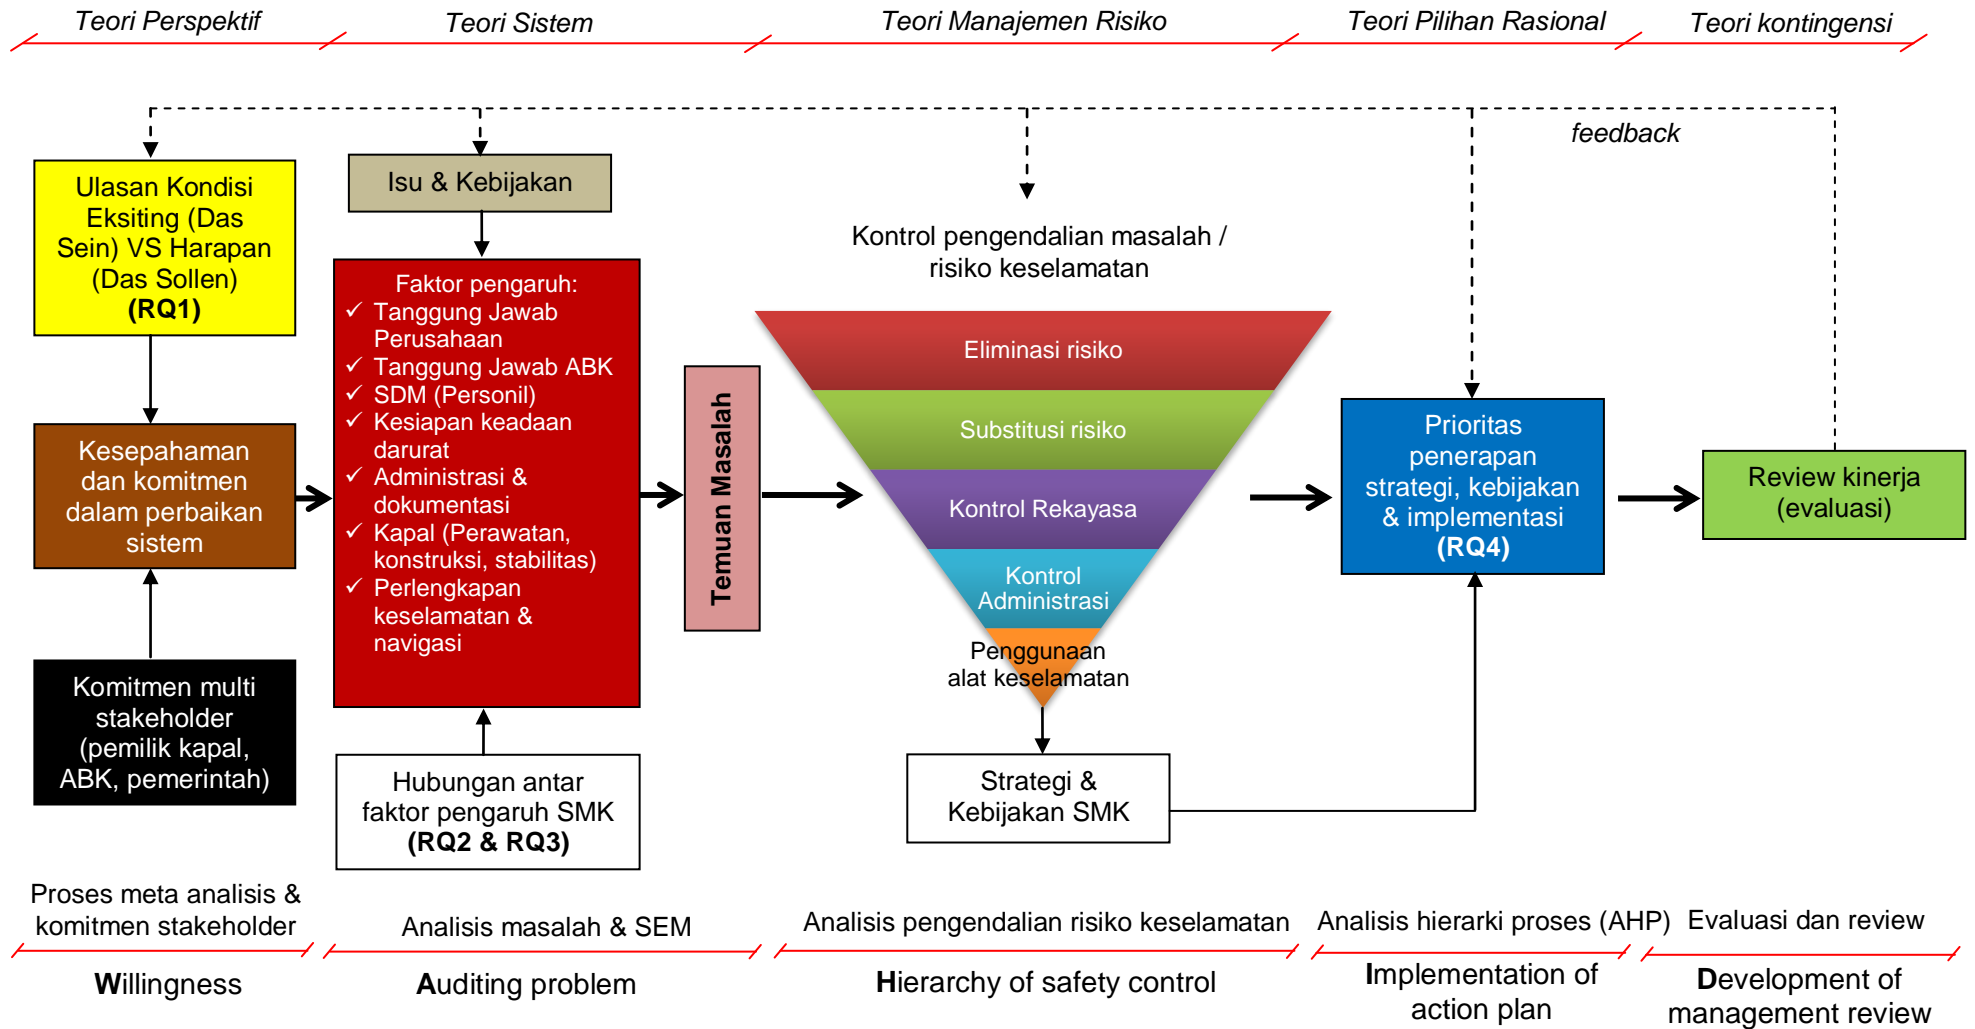 Teori Perspektif
Teori Sistem
Teori Manajemen Risiko
Teori Pilihan Rasional
Teori kontingensi
feedback
Ulasan Kondisi
Eksiting (Das
Sein) VS Harapan
(Das Sollen)
(RQ1)
Kesepahaman
dan komitmen
dalam perbaikan
sistem
Komitmen multi
stakeholder
(pemilik kapal,
ABK, pemerintah)
Isu & Kebijakan
Faktor pengaruh:
✓ Tanggung Jawab
Perusahaan
✓ Tanggung Jawab ABK
✓ SDM (Personil)
✓ Kesiapan keadaan
darurat
✓ Administrasi &
dokumentasi
✓ Kapal (Perawatan,
konstruksi, stabilitas)
✓ Perlengkapan
keselamatan &
navigasi
Hubungan antar
faktor pengaruh SMK
(RQ2 & RQ3)
Temuan Masalah
Kontrol pengendalian masalah /
risiko keselamatan
Eliminasi risiko
Substitusi risiko
Kontrol Rekayasa
Kontrol
Administrasi
Penggunaan
alat keselamatan
Strategi &
Kebijakan SMK
Prioritas
penerapan
strategi, kebijakan
& implementasi
(RQ4)
Review kinerja
(evaluasi)
Proses meta analisis &
komitmen stakeholder
Analisis masalah & SEM
Analisis pengendalian risiko keselamatan
Analisis hierarki proses (AHP)
Evaluasi dan review
Willingness
Auditing problem
Hierarchy of safety control
Implementation of
action plan
Development of
management review